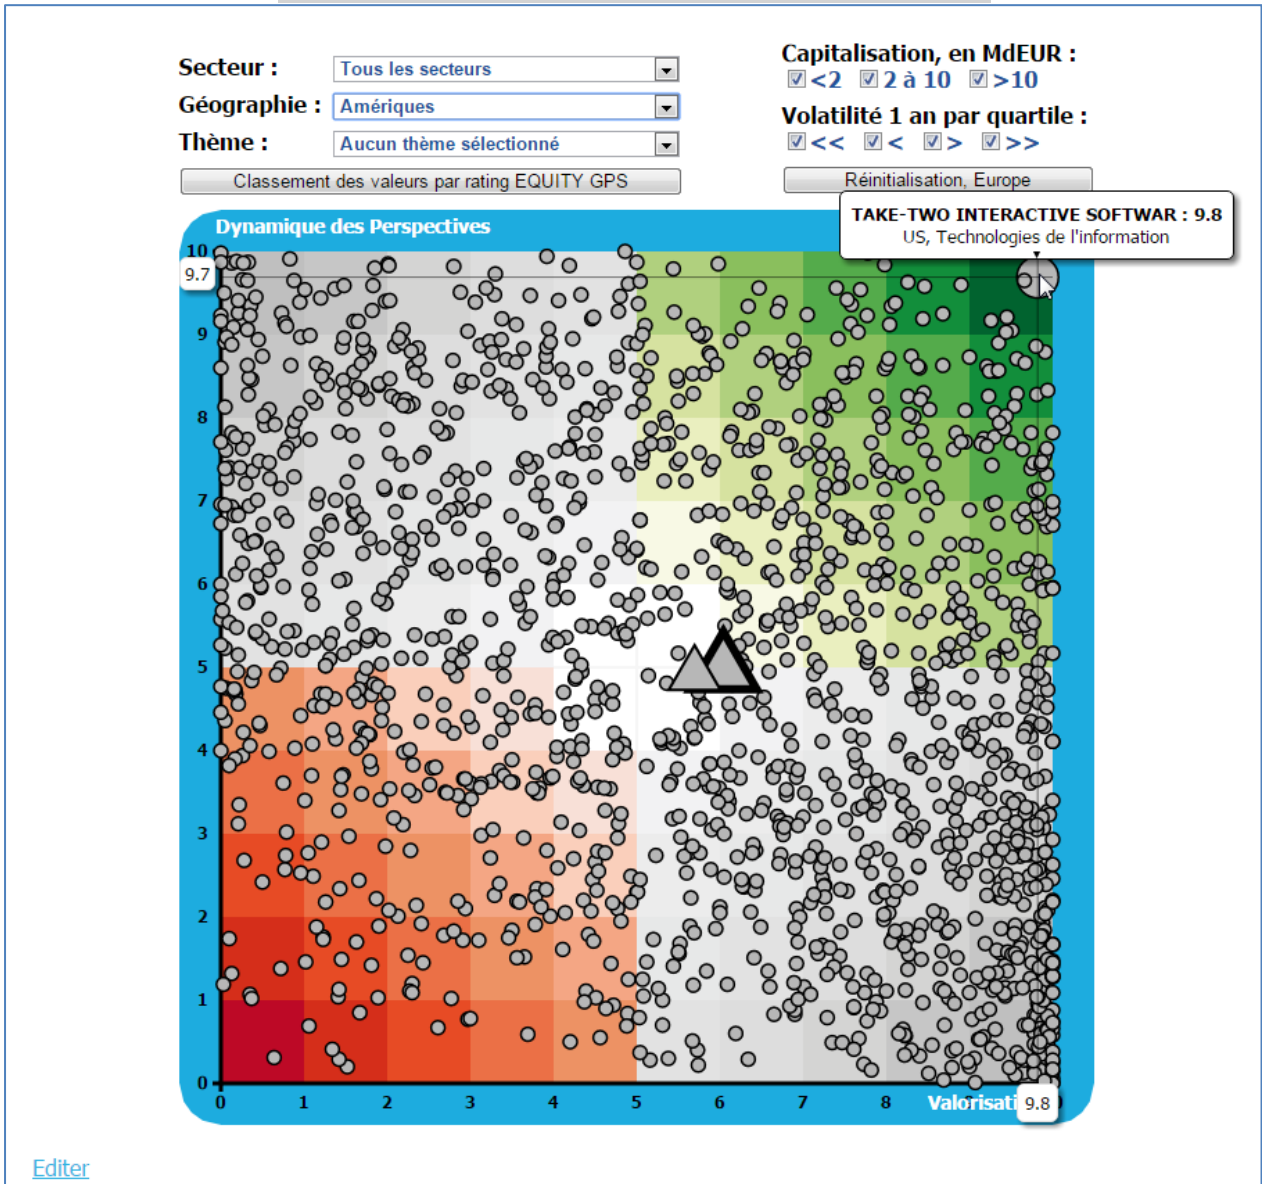 Secteur :
Tous les secteurs
Géographie :
Amériques
Thème :
Aucun thème sélectionné
Classement des valeurs par rating EQUITY GPS
Capitalisation, en MdEUR :
<2 2 à 10 >10
Volatilité 1 an par quartile :
<< < > >>
Réinitialisation, Europe
TAKE-TWO INTERACTIVE SOFTWAR : 9.8
US, Technologies de l'information
Dynamique des Perspectives
10
9.7
9
8
7
6
5
4
3
2
1
0
0 1 2 3 4 5 6 7 8
Valorisati 9.8
Editer